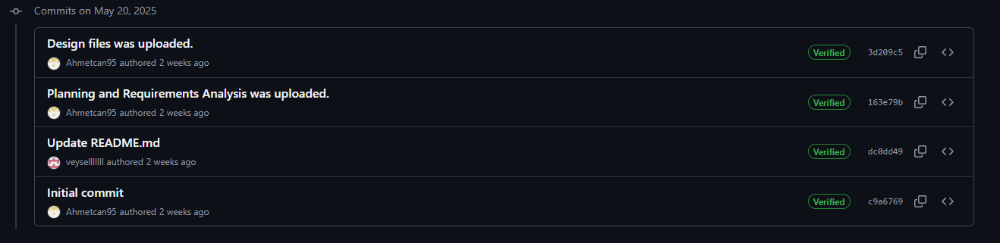 Commits on May 20, 2025
Design files was uploaded.
Ahmetcan95 authored 2 weeks ago
Verified
3d209c5
Planning and Requirements Analysis was uploaded.
Ahmetcan95 authored 2 weeks ago
Verified
163e79b
Update README.md
veyselllllll authored 2 weeks ago
Verified
dc0dd49
Initial commit
Ahmetcan95 authored 2 weeks ago
Verified
c9a6769